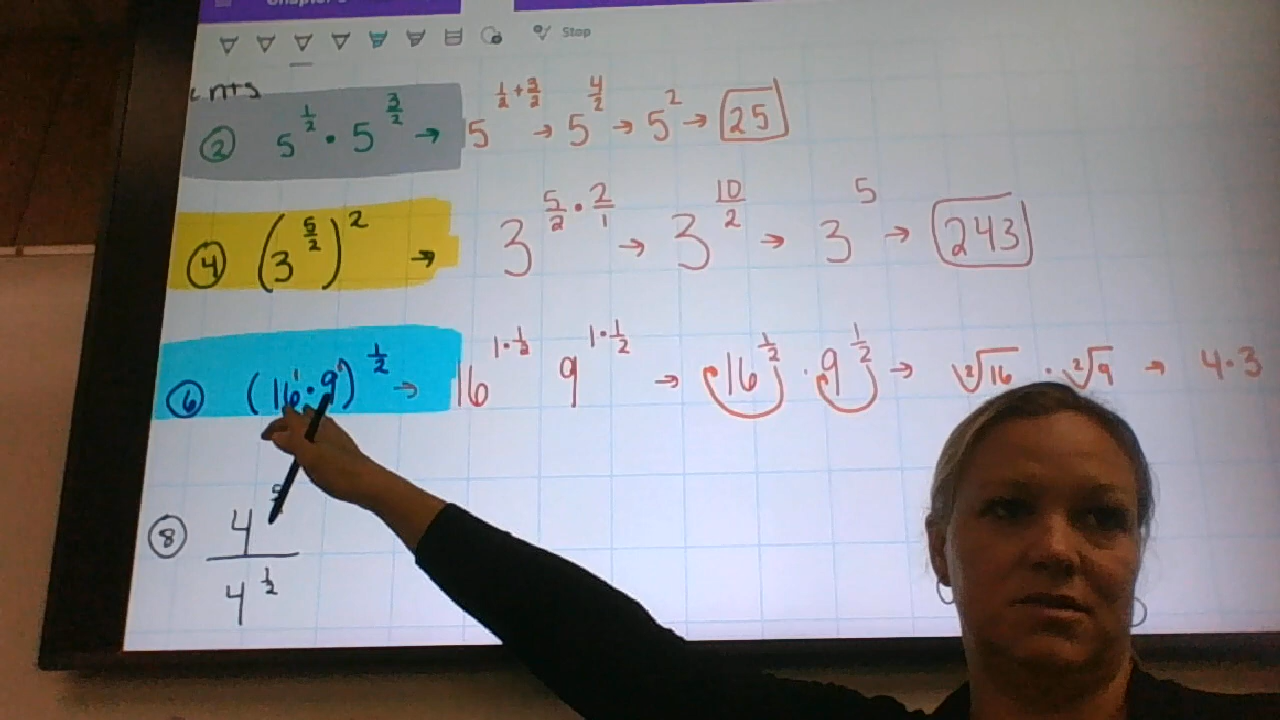 Stop
② 5^{1/2} · 5^{3/2} → 5^{1/2 + 3/2} → 5^{4/2} → 5^2 → 25
④ (3^{5/2})^2 → 3^{5/2 · 2/1} → 3^{10/2} → 3^5 → 243
⑥ (16^1 · 9^1)^{1/2} → 16^{1·1/2} 9^{1·1/2} → 16^{1/2} · 9^{1/2} → ²√16 · ²√9 → 4·3
⑧ 4
4^{1/2}